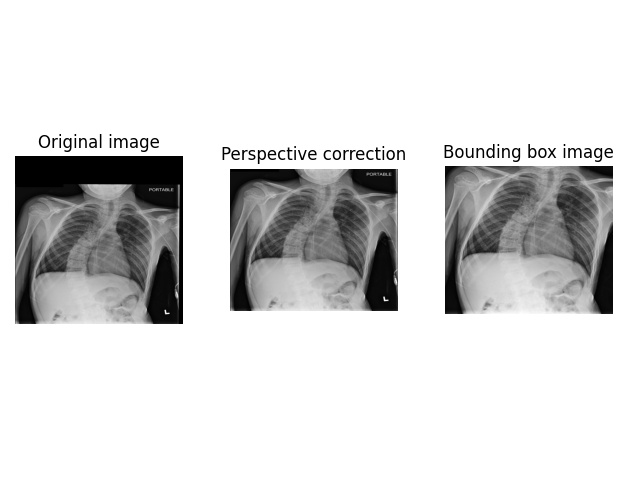 Original image
Perspective correction
Bounding box image
PORTABLE
PORTABLE
L
L